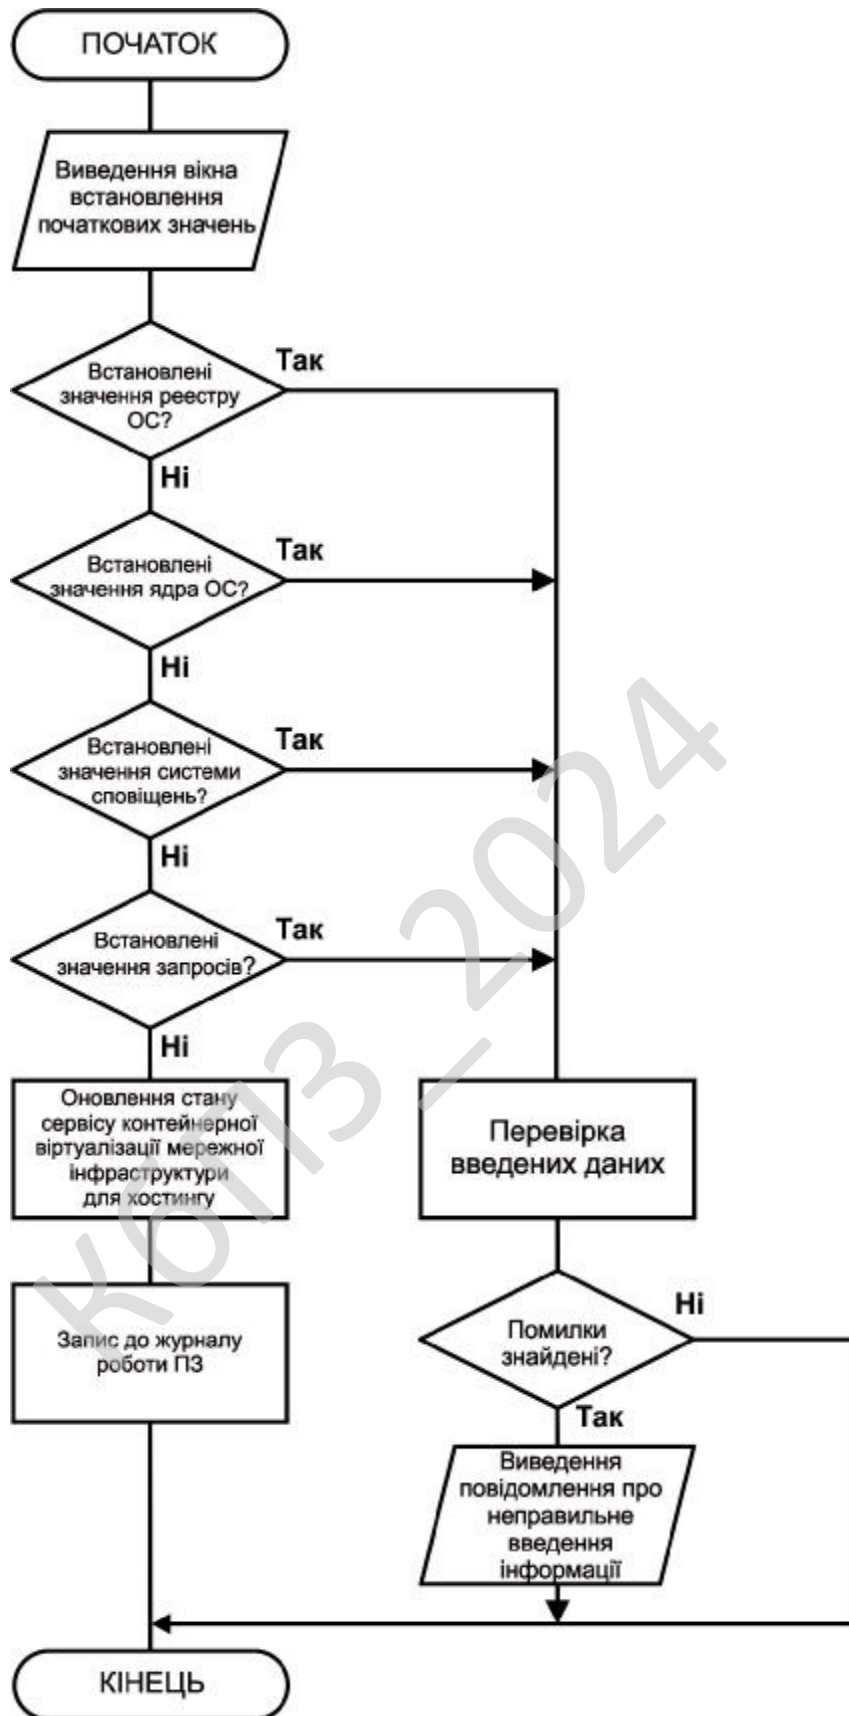 ПОЧАТОК
Виведення вікна
встановлення
початкових значень
Встановлені
значення реестру
ОС?
Так
Ні
Встановлені
значення ядра ОС?
Так
Ні
Встановлені
значення системи
сповіщень?
Так
Ні
Встановлені
значення запросів?
Так
Ні
Оновлення стану
сервісу контейнерної
віртуалізації мережної
інфраструктури
для хостингу
Перевірка
введених даних
Запис до журналу
роботи ПЗ
Помилки
знайдені?
Ні
Так
Виведення
повідомлення про
неправильне
введення
інформації
КІНЕЦЬ
КбПЗ_2024